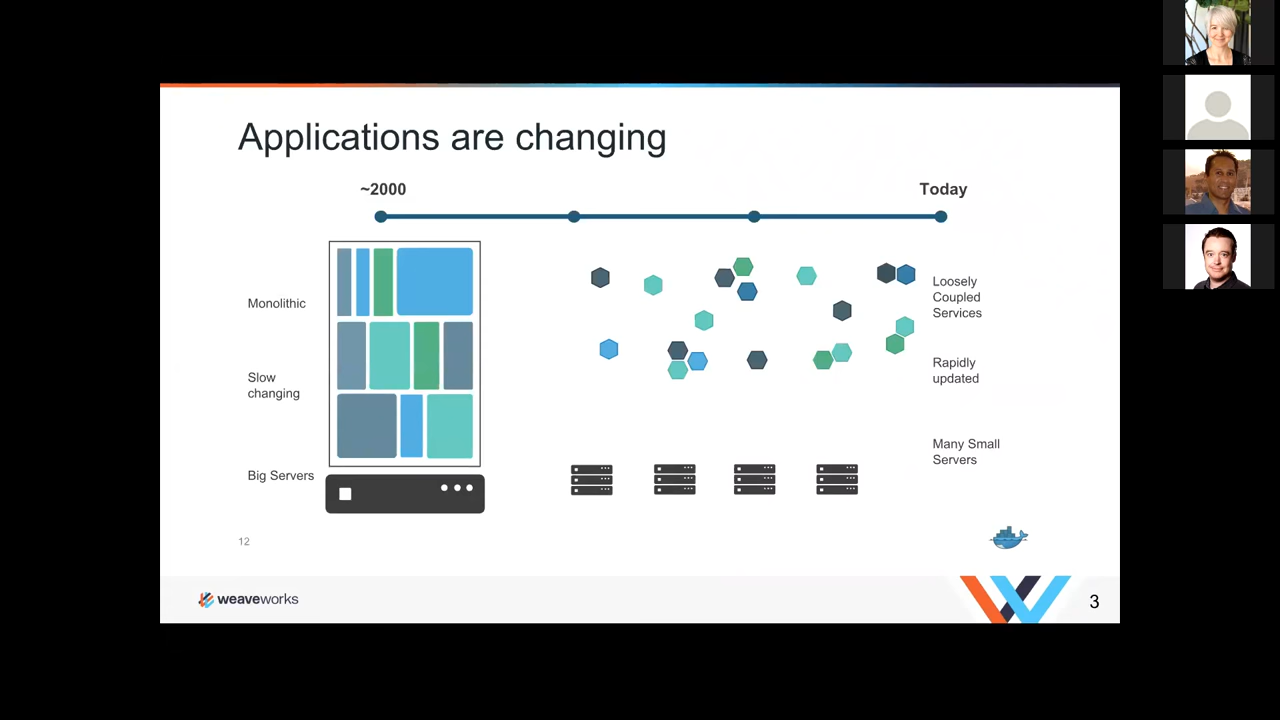 Applications are changing
~2000
Today
Monolithic
Slow
changing
Big Servers
Loosely
Coupled
Services
Rapidly
updated
Many Small
Servers
12
weaveworks
3